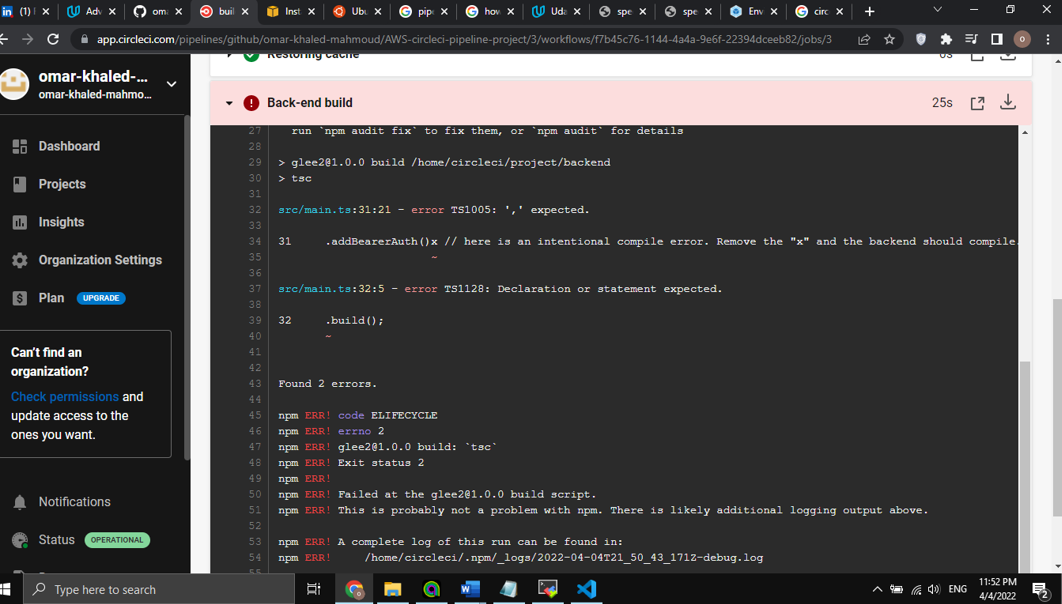 (1)
Adv
oma
buil
Inst
Ubu
pipe
how
Uda
spe
spe
Env
circ
app.circleci.com/pipelines/github/omar-khaled-mahmoud/AWS-circleci-pipeline-project/3/workflows/f7b45c76-1144-4a4a-9e6f-22394dceeb82/jobs/3
omar-khaled-...
omar-khaled-mahmo...
Dashboard
Projects
Insights
Organization Settings
Plan UPGRADE
Can't find an
organization?
Check permissions and
update access to the
ones you want.
Notifications
Status OPERATIONAL
Restoring cache 0s
Back-end build 25s
27 run `npm audit fix` to fix them, or `npm audit` for details
28
29 > glee2@1.0.0 build /home/circleci/project/backend
30 > tsc
31
32 src/main.ts:31:21 - error TS1005: ',' expected.
33
34 31 .addBearerAuth()x // here is an intentional compile error. Remove the "x" and the backend should compile.
35 ~
36
37 src/main.ts:32:5 - error TS1128: Declaration or statement expected.
38
39 32 .build();
40 ~
41
42
43 Found 2 errors.
44
45 npm ERR! code ELIFECYCLE
46 npm ERR! errno 2
47 npm ERR! glee2@1.0.0 build: `tsc`
48 npm ERR! Exit status 2
49 npm ERR!
50 npm ERR! Failed at the glee2@1.0.0 build script.
51 npm ERR! This is probably not a problem with npm. There is likely additional logging output above.
52
53 npm ERR! A complete log of this run can be found in:
54 npm ERR! /home/circleci/.npm/_logs/2022-04-04T21_50_43_171Z-debug.log
55
Type here to search
ENG
11:52 PM
4/4/2022
2